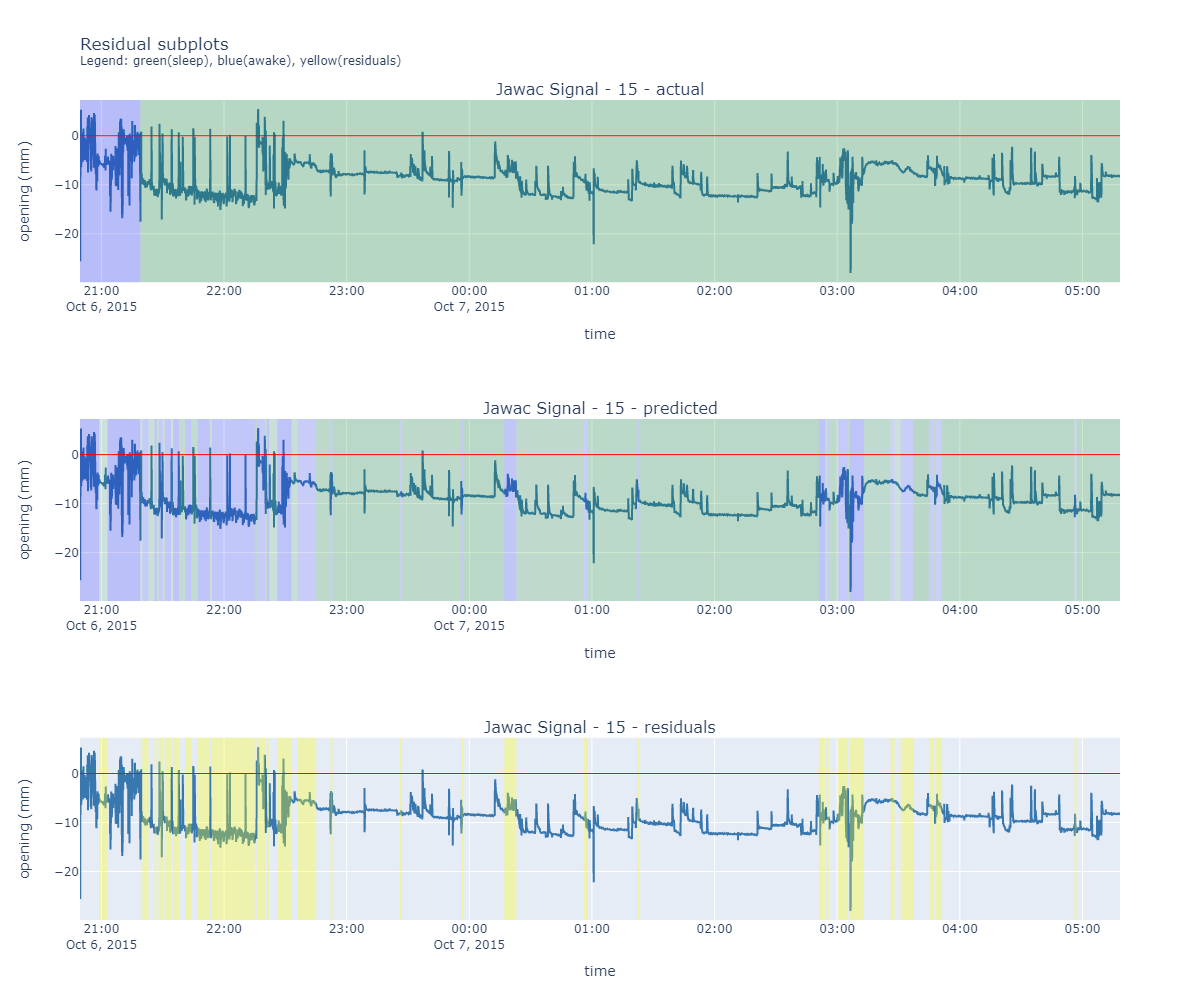 Residual subplots
Legend: green(sleep), blue(awake), yellow(residuals)
Jawac Signal - 15 - actual
opening (mm)
0
−10
−20
21:00 22:00 23:00 00:00 01:00 02:00 03:00 04:00 05:00
Oct 6, 2015 Oct 7, 2015
time
Jawac Signal - 15 - predicted
opening (mm)
0
−10
−20
21:00 22:00 23:00 00:00 01:00 02:00 03:00 04:00 05:00
Oct 6, 2015 Oct 7, 2015
time
Jawac Signal - 15 - residuals
opening (mm)
0
−10
−20
21:00 22:00 23:00 00:00 01:00 02:00 03:00 04:00 05:00
Oct 6, 2015 Oct 7, 2015
time